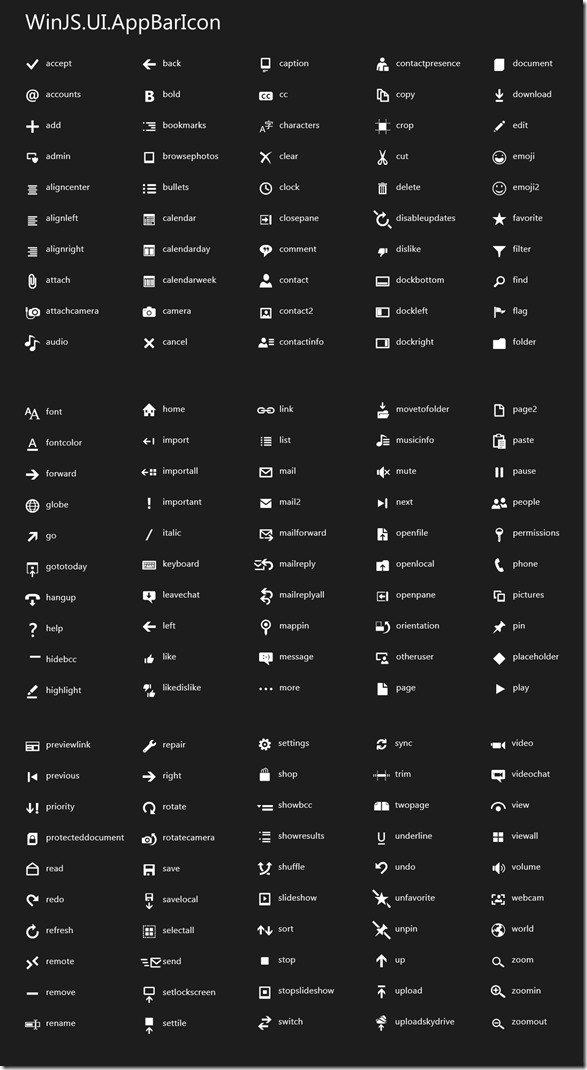 WinJS.UI.AppBarIcon
accept back caption contactpresence document
accounts bold cc copy download
add bookmarks characters crop edit
admin browsephotos clear cut emoji
aligncenter bullets clock delete emoji2
alignleft calendar closepane disableupdates favorite
alignright calendarday comment dislike filter
attach calendarweek contact dockbottom find
attachcamera camera contact2 dockleft flag
audio cancel contactinfo dockright folder
font home link movetofolder page2
fontcolor import list musicinfo paste
forward importall mail mute pause
globe important mail2 next people
go italic mailforward openfile permissions
gototoday keyboard mailreply openlocal phone
hangup leavechat mailreplyall openpane pictures
help left mappin orientation pin
hidebcc like message otheruser placeholder
highlight likedislike more page play
previewlink repair settings sync video
previous right shop trim videochat
priority rotate showbcc twopage view
protecteddocument rotatecamera showresults underline viewall
read save shuffle undo volume
redo savelocal slideshow unfavorite webcam
refresh selectall sort unpin world
remote send stop up zoom
remove setlockscreen stopslideshow upload zoomin
rename settile switch uploadskydrive zoomout